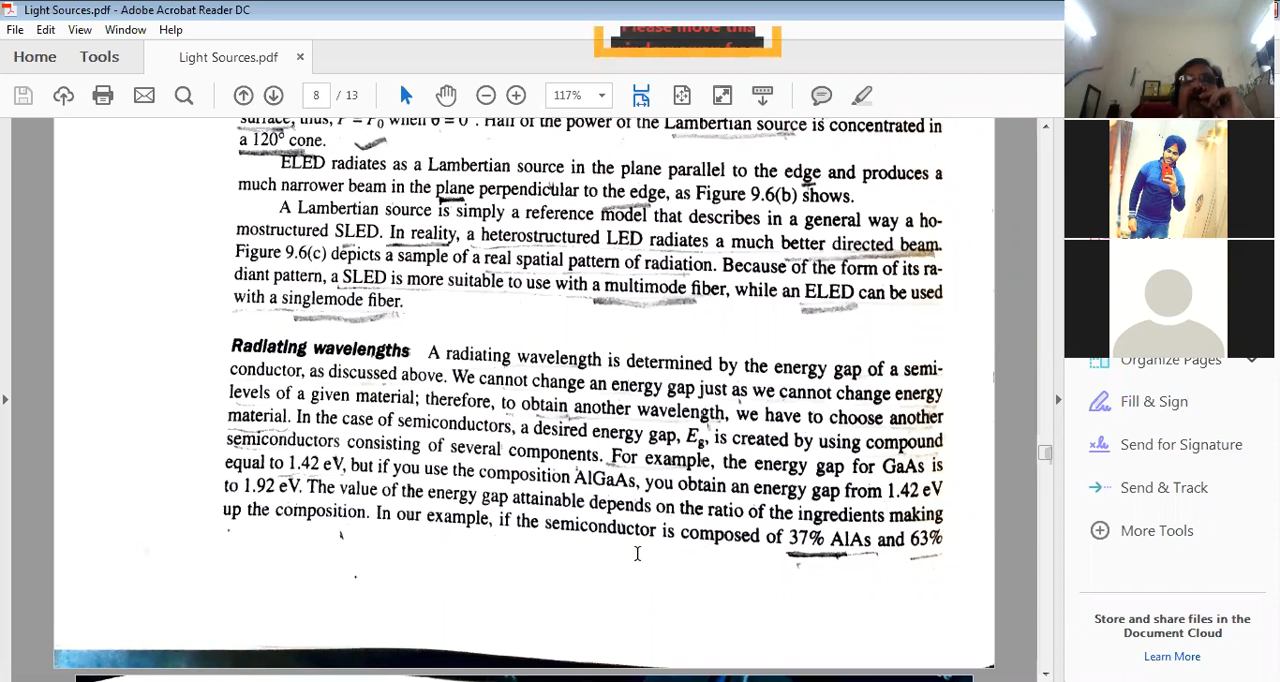 Light Sources.pdf - Adobe Acrobat Reader DC
File Edit View Window Help
Please move this
Home Tools Light Sources.pdf ×
8 / 13 117%
surface; thus, when θ = 0°. Half of the power of the Lambertian source is concentrated in
a 120° cone.
ELED radiates as a Lambertian source in the plane parallel to the edge and produces a
much narrower beam in the plane perpendicular to the edge, as Figure 9.6(b) shows.
A Lambertian source is simply a reference model that describes in a general way a ho-
mostructured SLED. In reality, a heterostructured LED radiates a much better directed beam.
Figure 9.6(c) depicts a sample of a real spatial pattern of radiation. Because of the form of its ra-
diant pattern, a SLED is more suitable to use with a multimode fiber, while an ELED can be used
with a singlemode fiber.
Radiating wavelengths A radiating wavelength is determined by the energy gap of a semi-
conductor, as discussed above. We cannot change an energy gap just as we cannot change energy
levels of a given material; therefore, to obtain another wavelength, we have to choose another
material. In the case of semiconductors, a desired energy gap, Eg, is created by using compound
semiconductors consisting of several components. For example, the energy gap for GaAs is
equal to 1.42 eV, but if you use the composition AlGaAs, you obtain an energy gap from 1.42 eV
to 1.92 eV. The value of the energy gap attainable depends on the ratio of the ingredients making
up the composition. In our example, if the semiconductor is composed of 37% AlAs and 63%
Organize Pages
Fill & Sign
Send for Signature
Send & Track
More Tools
Store and share files in the
Document Cloud
Learn More